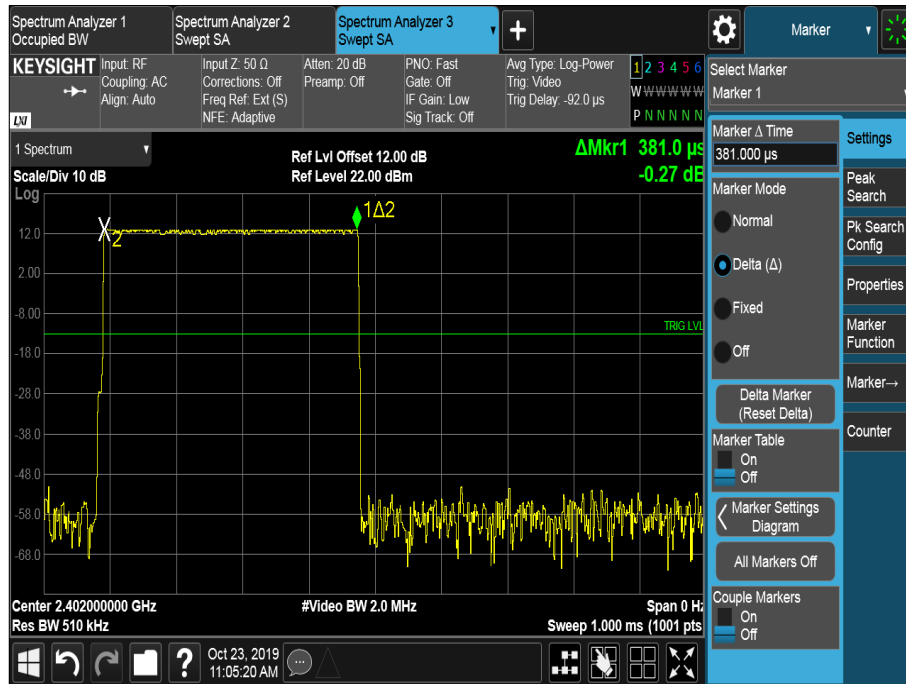 Spectrum Analyzer 1
Occupied BW
Spectrum Analyzer 2
Swept SA
Spectrum Analyzer 3
Swept SA
Marker
KEYSIGHT
Input: RF
Coupling: AC
Align: Auto
Input Z: 50 Ω
Corrections: Off
Freq Ref: Ext (S)
NFE: Adaptive
Atten: 20 dB
Preamp: Off
PNO: Fast
Gate: Off
IF Gain: Low
Sig Track: Off
Avg Type: Log-Power
Trig: Video
Trig Delay: -92.0 µs
1 2 3 4 5 6
W W W W W W
P N N N N N
LXI
Select Marker
Marker 1
1 Spectrum
Scale/Div 10 dB
Log
Ref Lvl Offset 12.00 dB
Ref Level 22.00 dBm
ΔMkr1 381.0 µs
-0.27 dB
1Δ2
2
12.0
2.00
-8.00
-18.0
-28.0
-38.0
-48.0
-58.0
-68.0
TRIG LVL
Center 2.402000000 GHz
Res BW 510 kHz
#Video BW 2.0 MHz
Span 0 Hz
Sweep 1.000 ms (1001 pts
Marker Δ Time
381.000 µs
Marker Mode
Normal
Delta (Δ)
Fixed
Off
Delta Marker
(Reset Delta)
Marker Table
On
Off
Marker Settings
Diagram
All Markers Off
Couple Markers
On
Off
Settings
Peak
Search
Pk Search
Config
Properties
Marker
Function
Marker→
Counter
?
Oct 23, 2019
11:05:20 AM